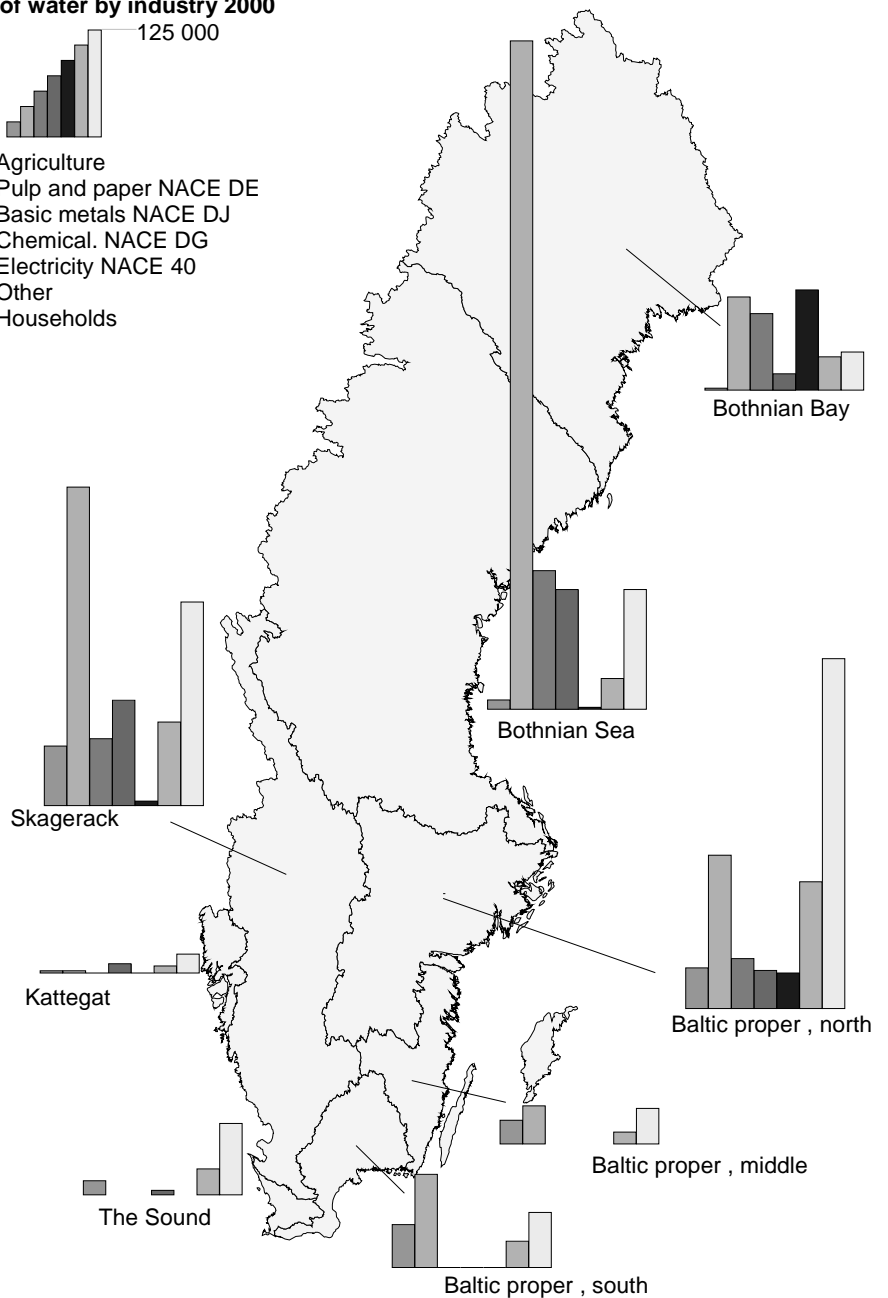 of water by industry 2000
125 000
Agriculture
Pulp and paper NACE DE
Basic metals NACE DJ
Chemical. NACE DG
Electricity NACE 40
Other
Households
Bothnian Bay
Bothnian Sea
Skagerack
Kattegat
Baltic proper , north
Baltic proper , middle
The Sound
Baltic proper , south